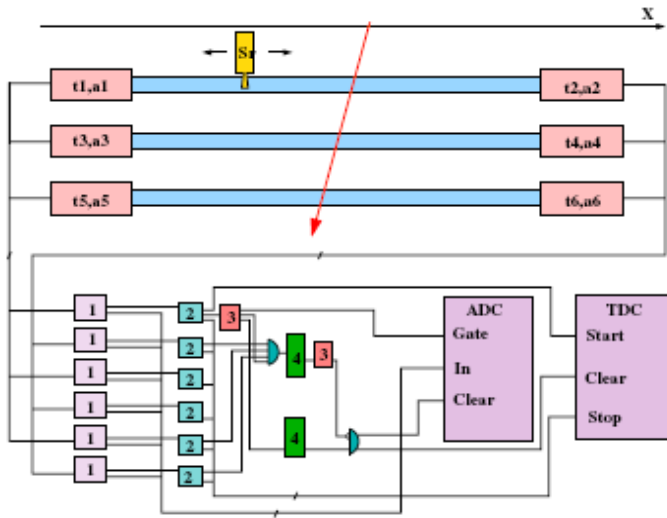 X
Sr
t1,a1
t2,a2
t3,a3
t4,a4
t5,a5
t6,a6
1
1
1
1
1
1
2
2
2
2
2
2
3
4
3
4
ADC
Gate
In
Clear
TDC
Start
Clear
Stop